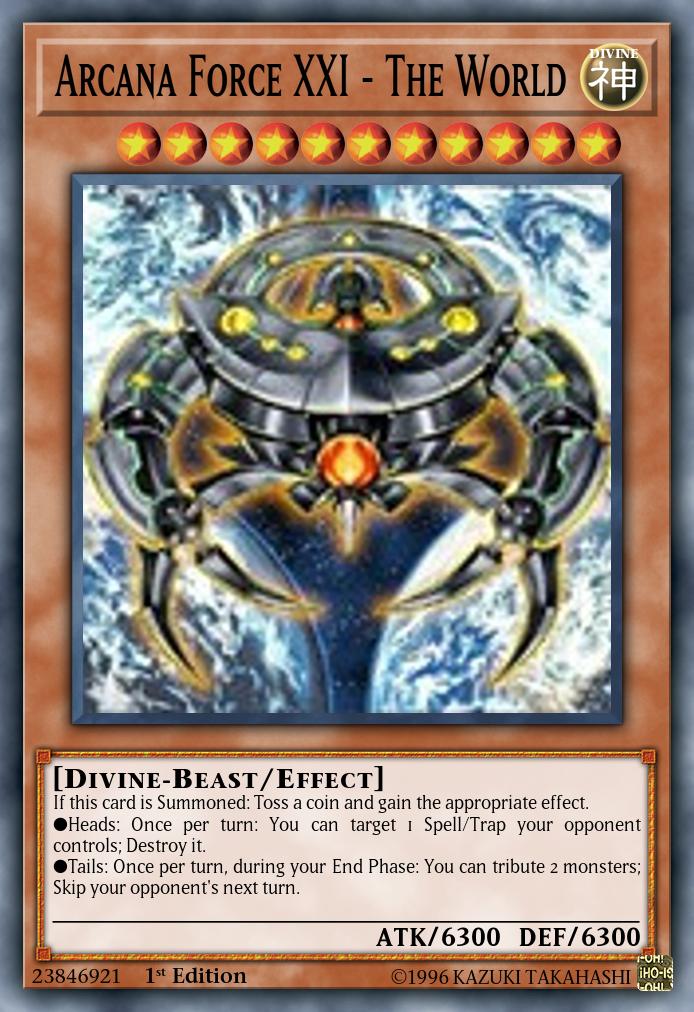 Arcana Force XXI - The World
DIVINE
神
[Divine-Beast/Effect]
If this card is Summoned: Toss a coin and gain the appropriate effect.
●Heads: Once per turn: You can target 1 Spell/Trap your opponent
controls; Destroy it.
●Tails: Once per turn, during your End Phase: You can tribute 2 monsters;
Skip your opponent's next turn.
ATK/6300 DEF/6300
23846921 1st Edition ©1996 KAZUKI TAKAHASHI